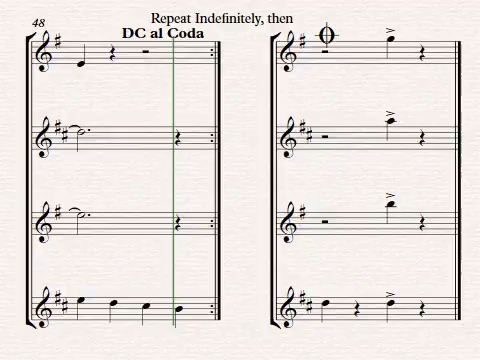 Repeat Indefinitely, then
48
DC al Coda